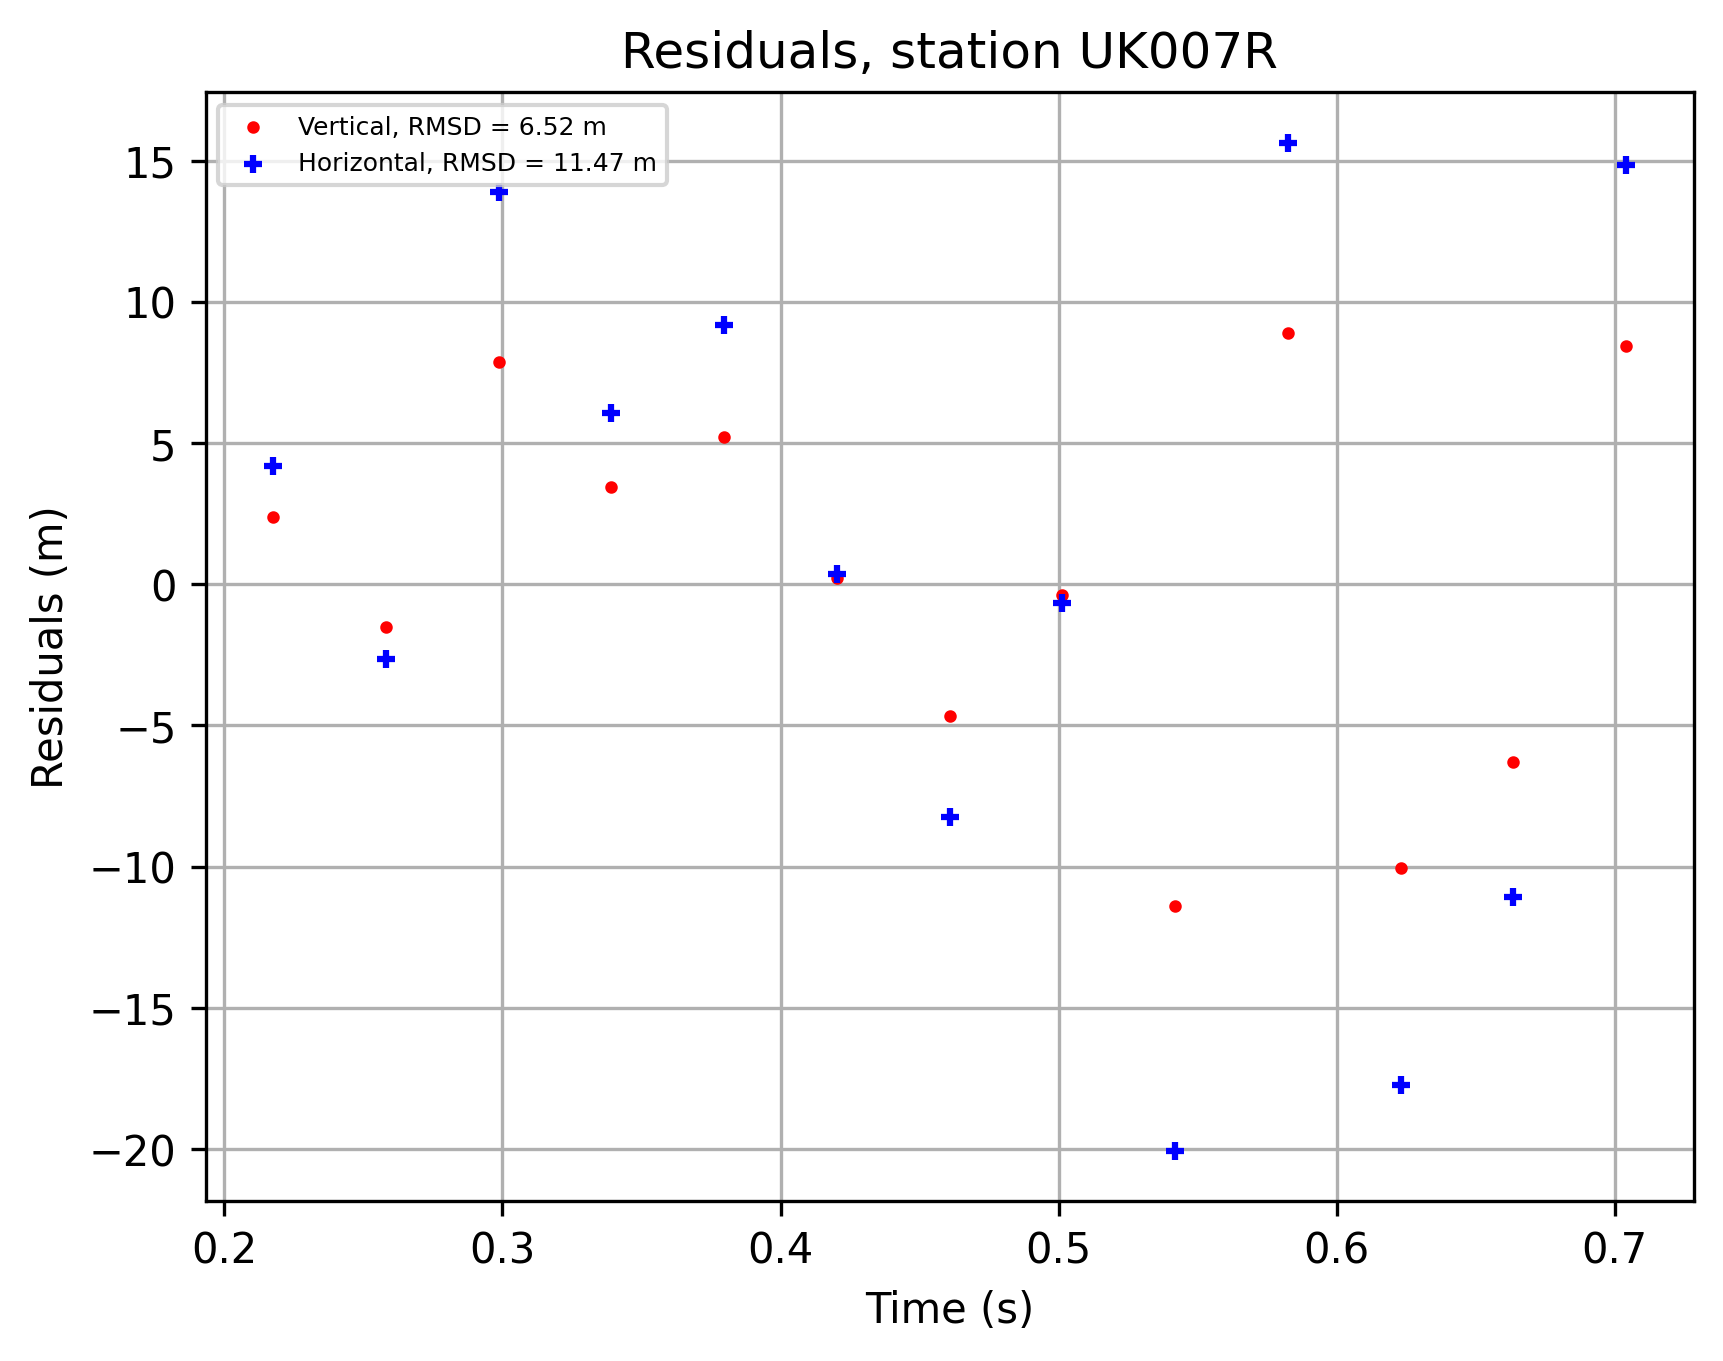 Residuals, station UK007R
Vertical, RMSD = 6.52 m
Horizontal, RMSD = 11.47 m
15
10
5
0
−5
−10
−15
−20
Residuals (m)
0.2 0.3 0.4 0.5 0.6 0.7
Time (s)